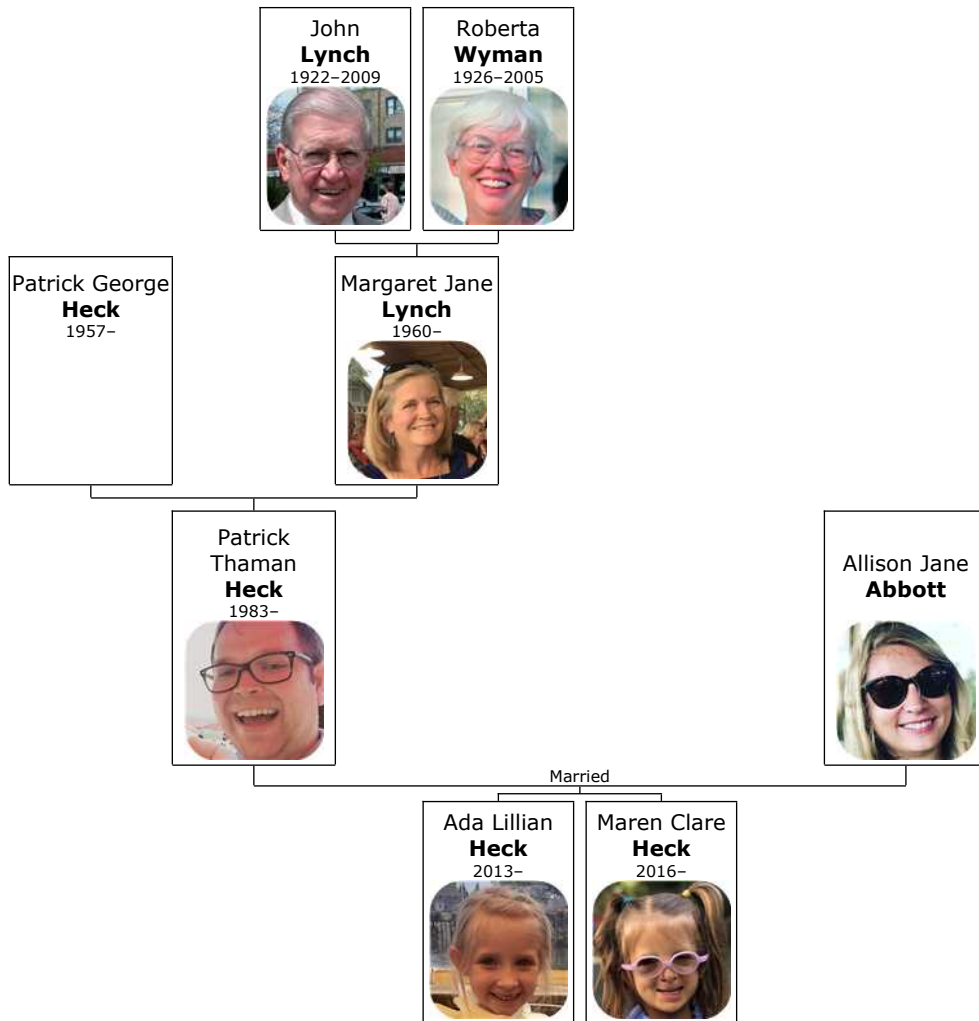 John
Lynch
1922–2009
Roberta
Wyman
1926–2005
Patrick George
Heck
1957–
Margaret Jane
Lynch
1960–
Patrick
Thaman
Heck
1983–
Allison Jane
Abbott
Married
Ada Lillian
Heck
2013–
Maren Clare
Heck
2016–